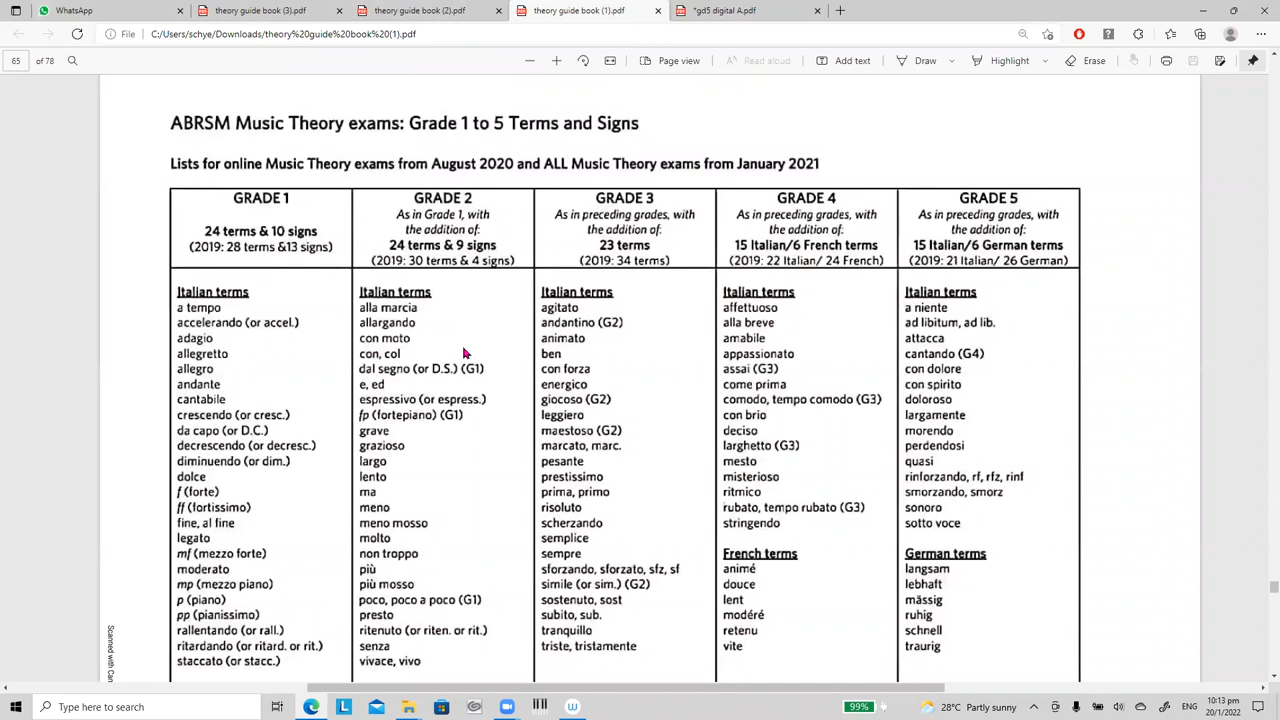 WhatsApp
theory guide book (3).pdf
theory guide book (2).pdf
theory guide book (1).pdf
*gd5 digital A.pdf
File
C:/Users/schye/Downloads/theory%20guide%20book%20(1).pdf
65 of 78
Page view
Read aloud
Add text
Draw
Highlight
Erase
ABRSM Music Theory exams: Grade 1 to 5 Terms and Signs
Lists for online Music Theory exams from August 2020 and ALL Music Theory exams from January 2021
GRADE 1
24 terms & 10 signs
(2019: 28 terms &13 signs)
Italian terms
a tempo
accelerando (or accel.)
adagio
allegretto
allegro
andante
cantabile
crescendo (or cresc.)
da capo (or D.C.)
decrescendo (or decresc.)
diminuendo (or dim.)
dolce
f (forte)
ff (fortissimo)
fine, al fine
legato
mf (mezzo forte)
moderato
mp (mezzo piano)
p (piano)
pp (pianissimo)
rallentando (or rall.)
ritardando (or ritard. or rit.)
staccato (or stacc.)
GRADE 2
As in Grade 1, with
the addition of:
24 terms & 9 signs
(2019: 30 terms & 4 signs)
Italian terms
alla marcia
allargando
con moto
con, col
dal segno (or D.S.) (G1)
e, ed
espressivo (or espress.)
fp (fortepiano) (G1)
grave
grazioso
largo
lento
ma
meno
meno mosso
molto
non troppo
più
più mosso
poco, poco a poco (G1)
presto
ritenuto (or riten. or rit.)
senza
vivace, vivo
GRADE 3
As in preceding grades, with
the addition of:
23 terms
(2019: 34 terms)
Italian terms
agitato
andantino (G2)
animato
ben
con forza
energico
giocoso (G2)
leggiero
maestoso (G2)
marcato, marc.
pesante
prestissimo
prima, primo
risoluto
scherzando
semplice
sempre
sforzando, sforzato, sfz, sf
simile (or sim.) (G2)
sostenuto, sost
subito, sub.
tranquillo
triste, tristamente
GRADE 4
As in preceding grades, with
the addition of:
15 Italian/6 French terms
(2019: 22 Italian/ 24 French)
Italian terms
affettuoso
alla breve
amabile
appassionato
assai (G3)
come prima
comodo, tempo comodo (G3)
con brio
deciso
larghetto (G3)
mesto
misterioso
ritmico
rubato, tempo rubato (G3)
stringendo
French terms
animé
douce
lent
modéré
retenu
vite
GRADE 5
As in preceding grades, with
the addition of:
15 Italian/6 German terms
(2019: 21 Italian/ 26 German)
Italian terms
a niente
ad libitum, ad lib.
attacca
cantando (G4)
con dolore
con spirito
doloroso
largamente
morendo
perdendosi
quasi
rinforzando, rf, rfz, rinf
smorzando, smorz
sonoro
sotto voce
German terms
langsam
lebhaft
mässig
ruhig
schnell
traurig
Scanned with Can
Type here to search
99%
28°C Partly sunny
10:13 pm
20/1/2022